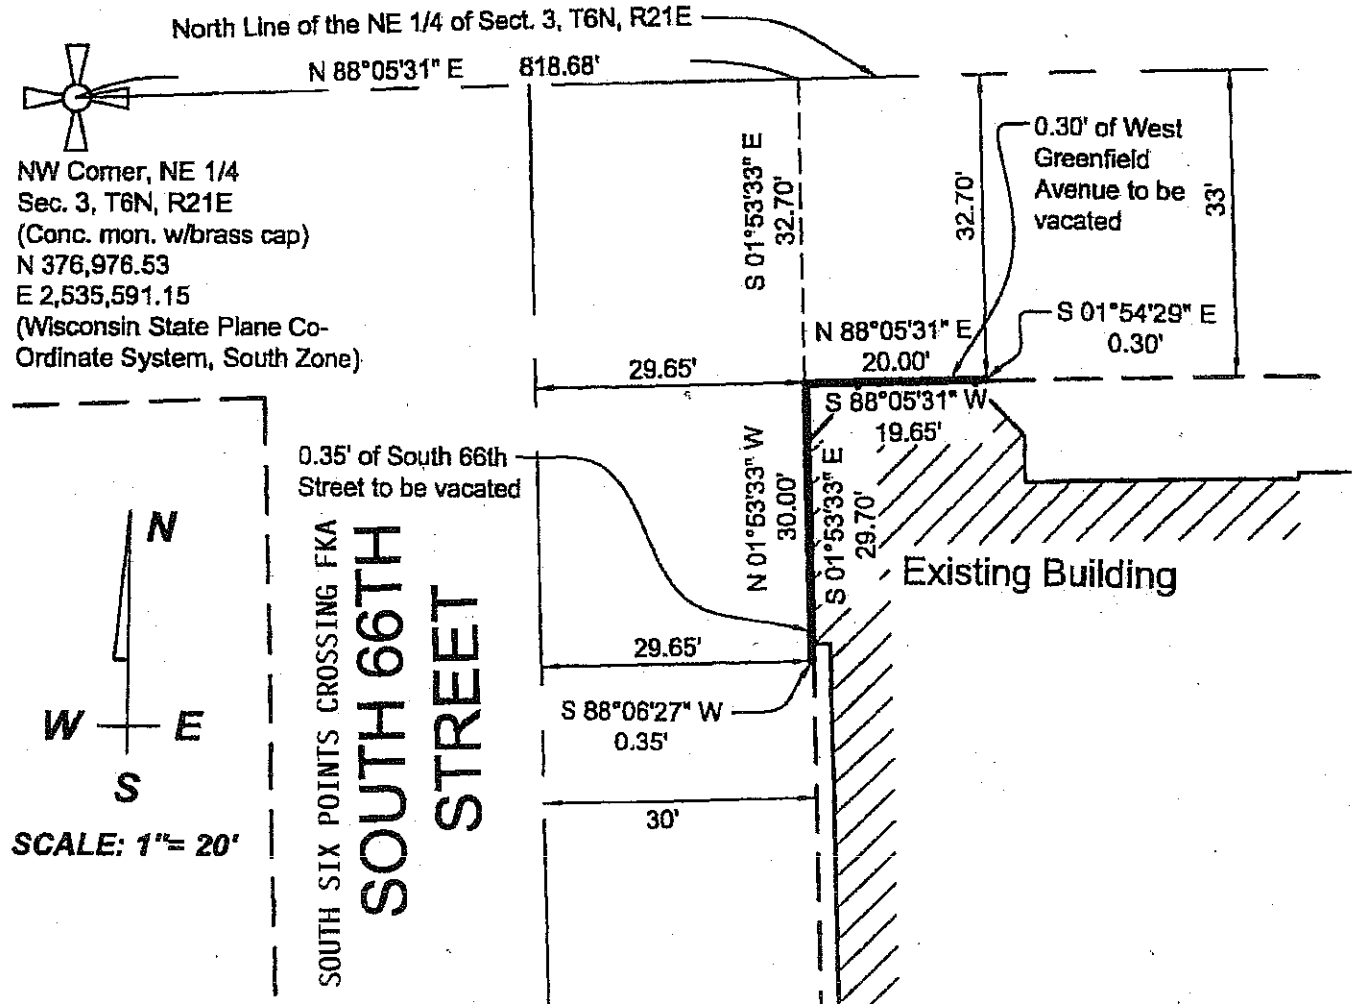 North Line of the NE 1/4 of Sect. 3, T6N, R21E
N 88°05'31" E 818.68'
NW Corner, NE 1/4
Sec. 3, T6N, R21E
(Conc. mon. w/brass cap)
N 376,976.53
E 2,535,591.15
(Wisconsin State Plane Co-
Ordinate System, South Zone)
S 01°53'33" E
32.70'
32.70'
0.30' of West
Greenfield
Avenue to be
vacated
33'
S 01°54'29" E
0.30'
N 88°05'31" E
20.00'
29.65'
S 88°05'31" W
19.65'
0.35' of South 66th
Street to be vacated
N 01°53'33" W
30.00'
S 01°53'33" E
29.70'
Existing Building
N
W E
S
SCALE: 1"= 20'
SOUTH SIX POINTS CROSSING FKA
SOUTH 66TH
STREET
29.65'
S 88°06'27" W
0.35'
30'